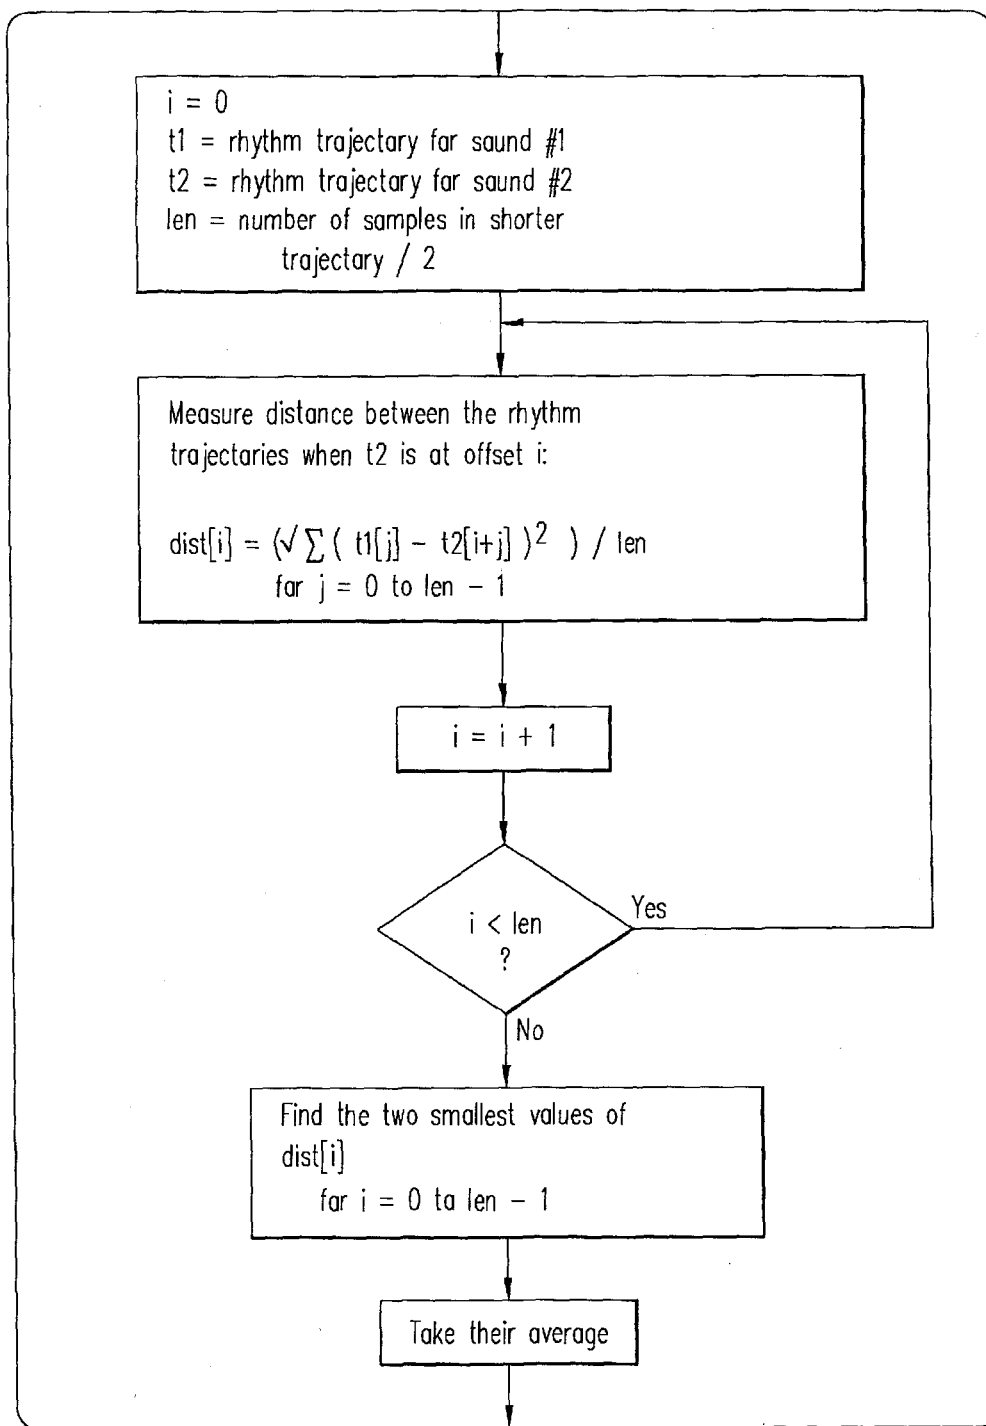 i = 0
t1 = rhythm trajectory far saund #1
t2 = rhythm trajectory far saund #2
len = number of samples in shorter
trajectory / 2
Measure distance between the rhythm
trajectories when t2 is at offset i:
dist[i] = (√∑( t1[j] - t2[i+j] )² ) / len
far j = 0 to len - 1
i = i + 1
i < len
?
Yes
No
Find the two smallest values of
dist[i]
far i = 0 ta len - 1
Take their average